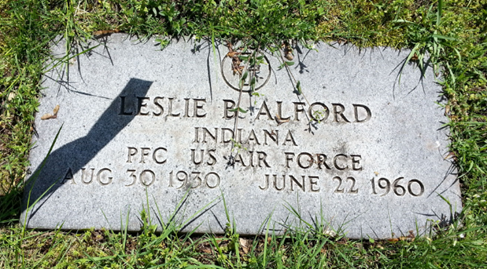 LESLIE B. ALFORD
INDIANA
PFC US AIR FORCE
AUG 30 1930 JUNE 22 1960